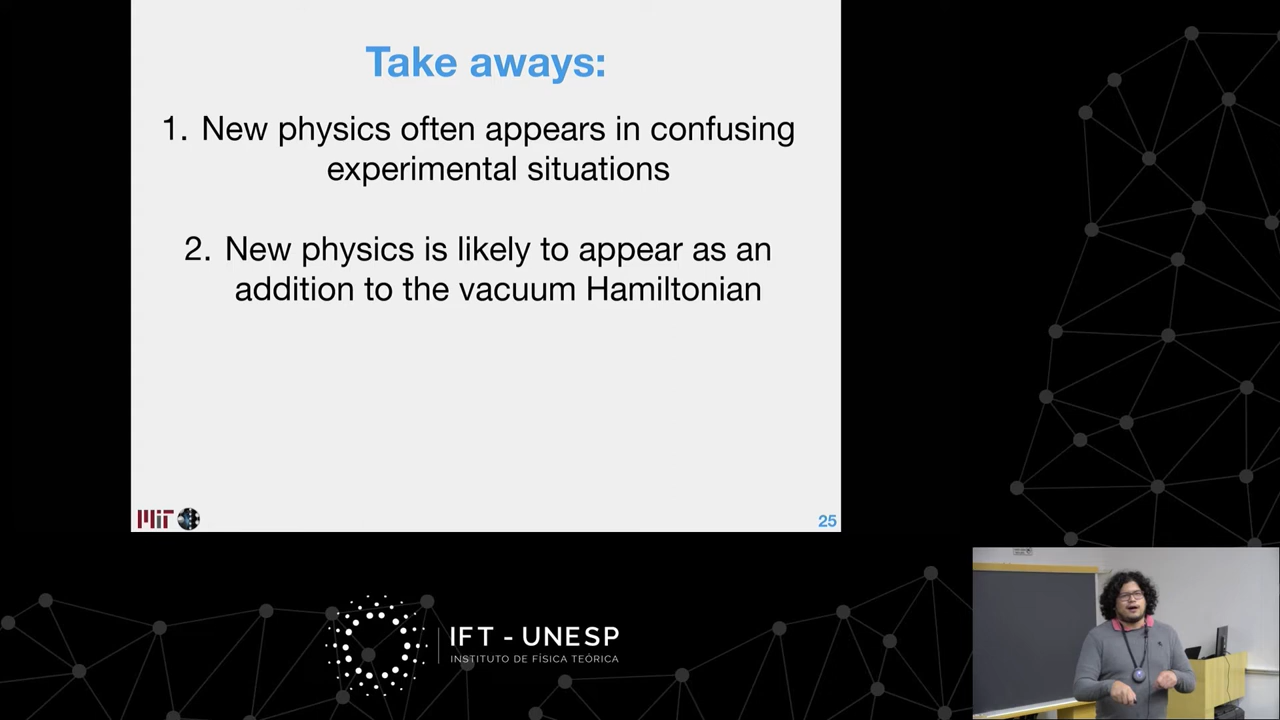 Take aways:
1. New physics often appears in confusing
experimental situations
2. New physics is likely to appear as an
addition to the vacuum Hamiltonian
MIT
25
IFT - UNESP
INSTITUTO DE FÍSICA TEÓRICA